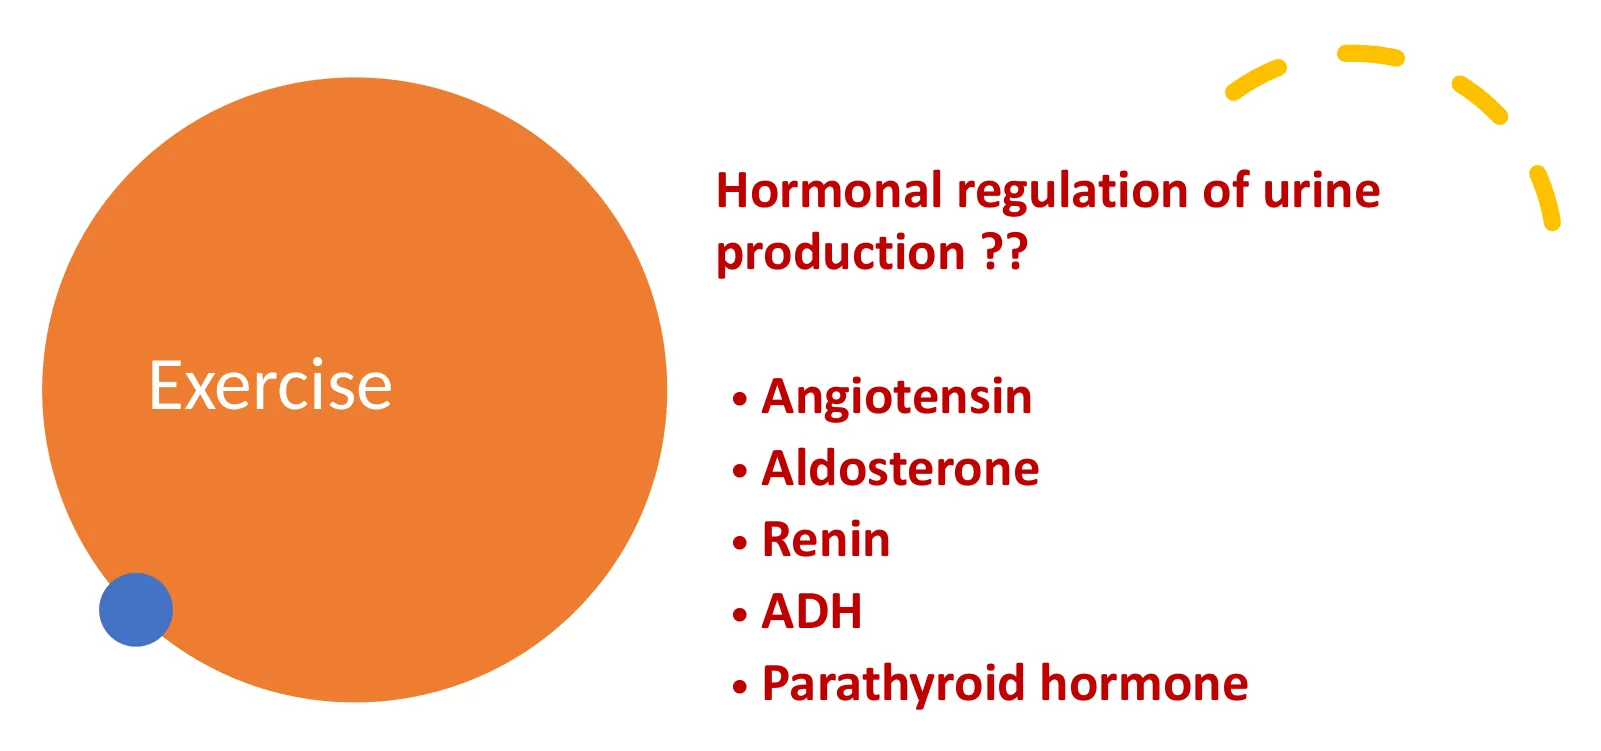 Exercise
Hormonal regulation of urine
production ??
• Angiotensin
• Aldosterone
• Renin
• ADH
• Parathyroid hormone